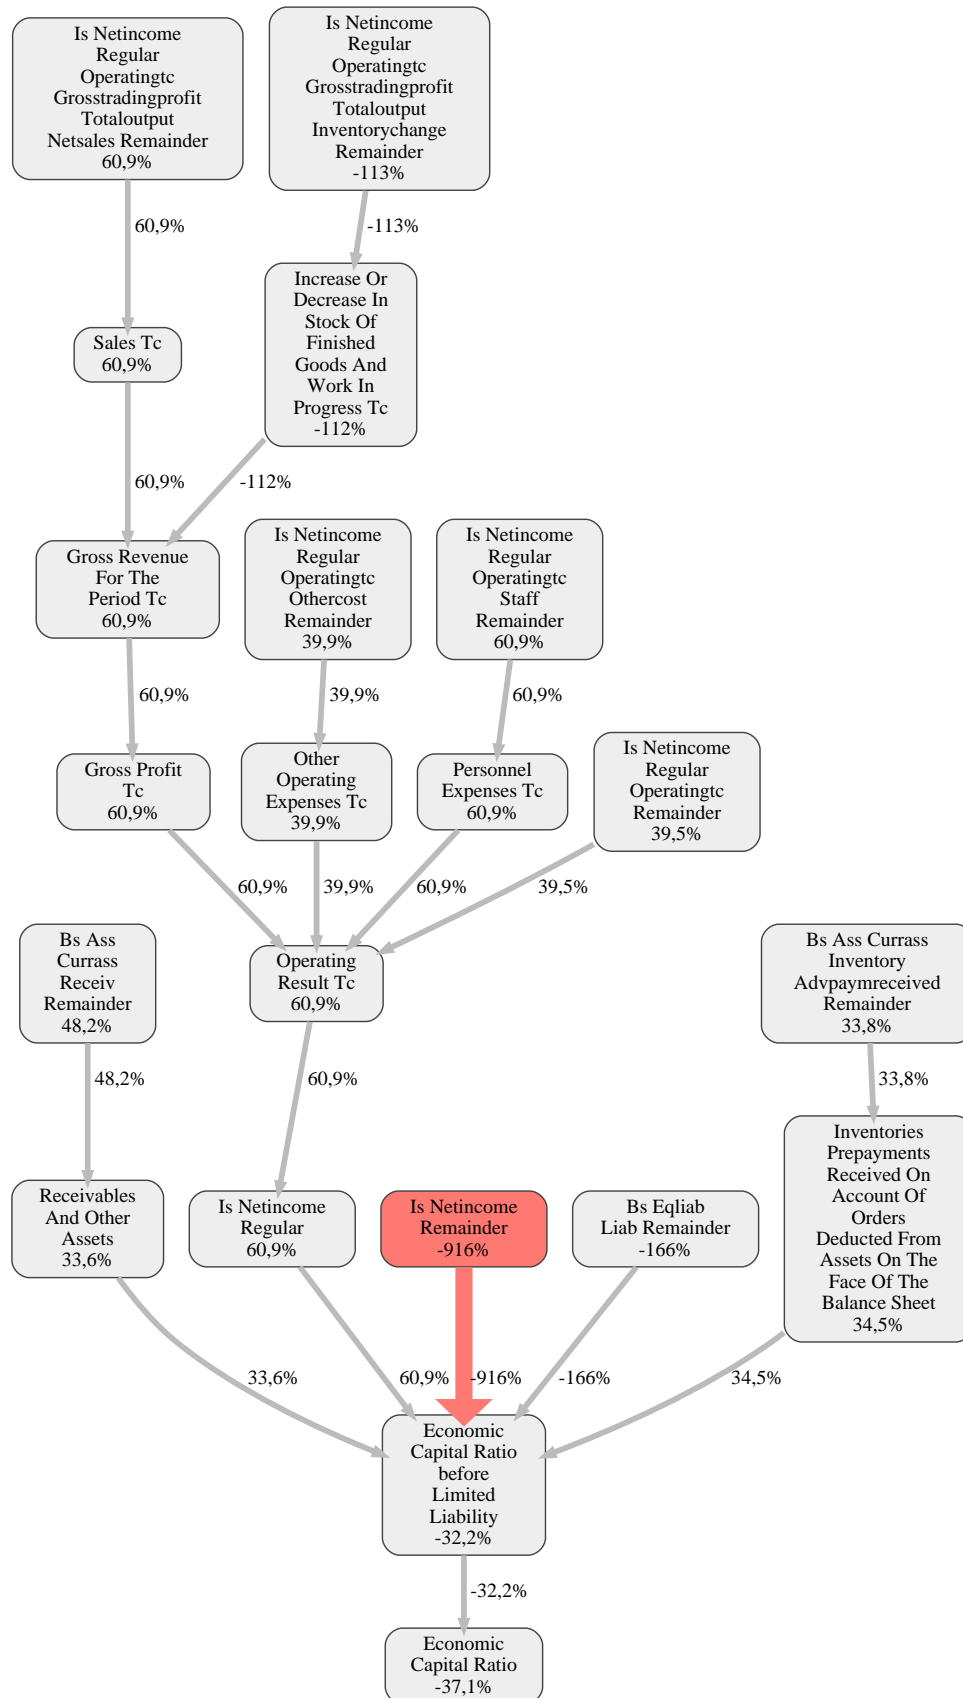 Is Netincome
Regular
Operatingtc
Grosstradingprofit
Totaloutput
Netsales Remainder
60,9%
Is Netincome
Regular
Operatingtc
Grosstradingprofit
Totaloutput
Inventorychange
Remainder
-113%
60,9%
-113%
Increase Or
Decrease In
Stock Of
Finished
Goods And
Work In
Progress Tc
-112%
Sales Tc
60,9%
60,9%
-112%
Gross Revenue
For The
Period Tc
60,9%
Is Netincome
Regular
Operatingtc
Othercost
Remainder
39,9%
Is Netincome
Regular
Operatingtc
Staff
Remainder
60,9%
60,9%
39,9%
60,9%
Gross Profit
Tc
60,9%
Other
Operating
Expenses Tc
39,9%
Personnel
Expenses Tc
60,9%
Is Netincome
Regular
Operatingtc
Remainder
39,5%
60,9%
39,9%
60,9%
39,5%
Bs Ass
Currass
Receiv
Remainder
48,2%
Operating
Result Tc
60,9%
Bs Ass Currass
Inventory
Advpaymreceived
Remainder
33,8%
48,2%
60,9%
33,8%
Receivables
And Other
Assets
33,6%
Is Netincome
Regular
60,9%
Is Netincome
Remainder
-916%
Bs Eqliab
Liab Remainder
-166%
Inventories
Prepayments
Received On
Account Of
Orders
Deducted From
Assets On The
Face Of The
Balance Sheet
34,5%
33,6%
60,9%
-916%
-166%
34,5%
Economic
Capital Ratio
before
Limited
Liability
-32,2%
-32,2%
Economic
Capital Ratio
-37,1%